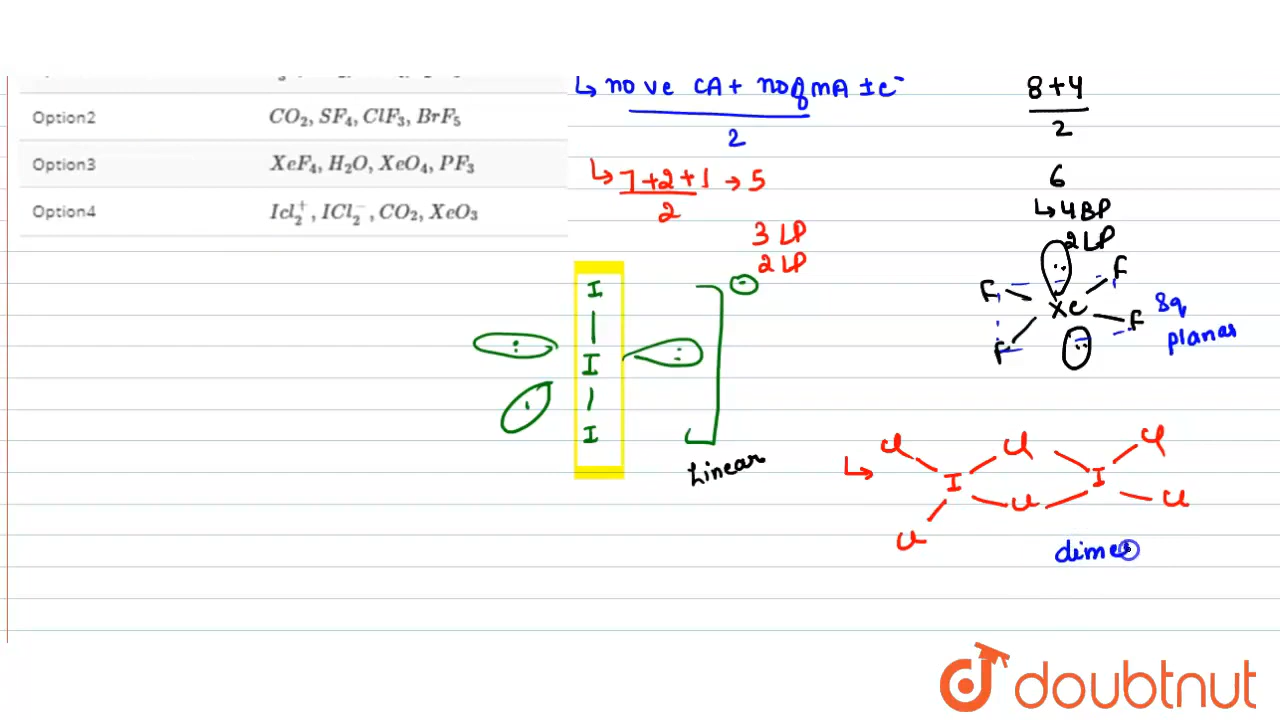 Option2 CO₂, SF₄, ClF₃, BrF₅
Option3 XeF₄, H₂O, XeO₄, PF₃
Option4 Icl₂⁺, ICl₂⁻, CO₂, XeO₃
↳ no ve CA + no of mA ± e⁻
2
↳ 7+2+1 → 5
2
3 LP
2 LP
I
I
I
⊖
Linear
8+4
2
6
↳ 4BP
2 LP
F F
Xe
F F
Sq
planar
↳ Cl Cl Cl
I I
Cl Cl Cl
dimer
doubtnut